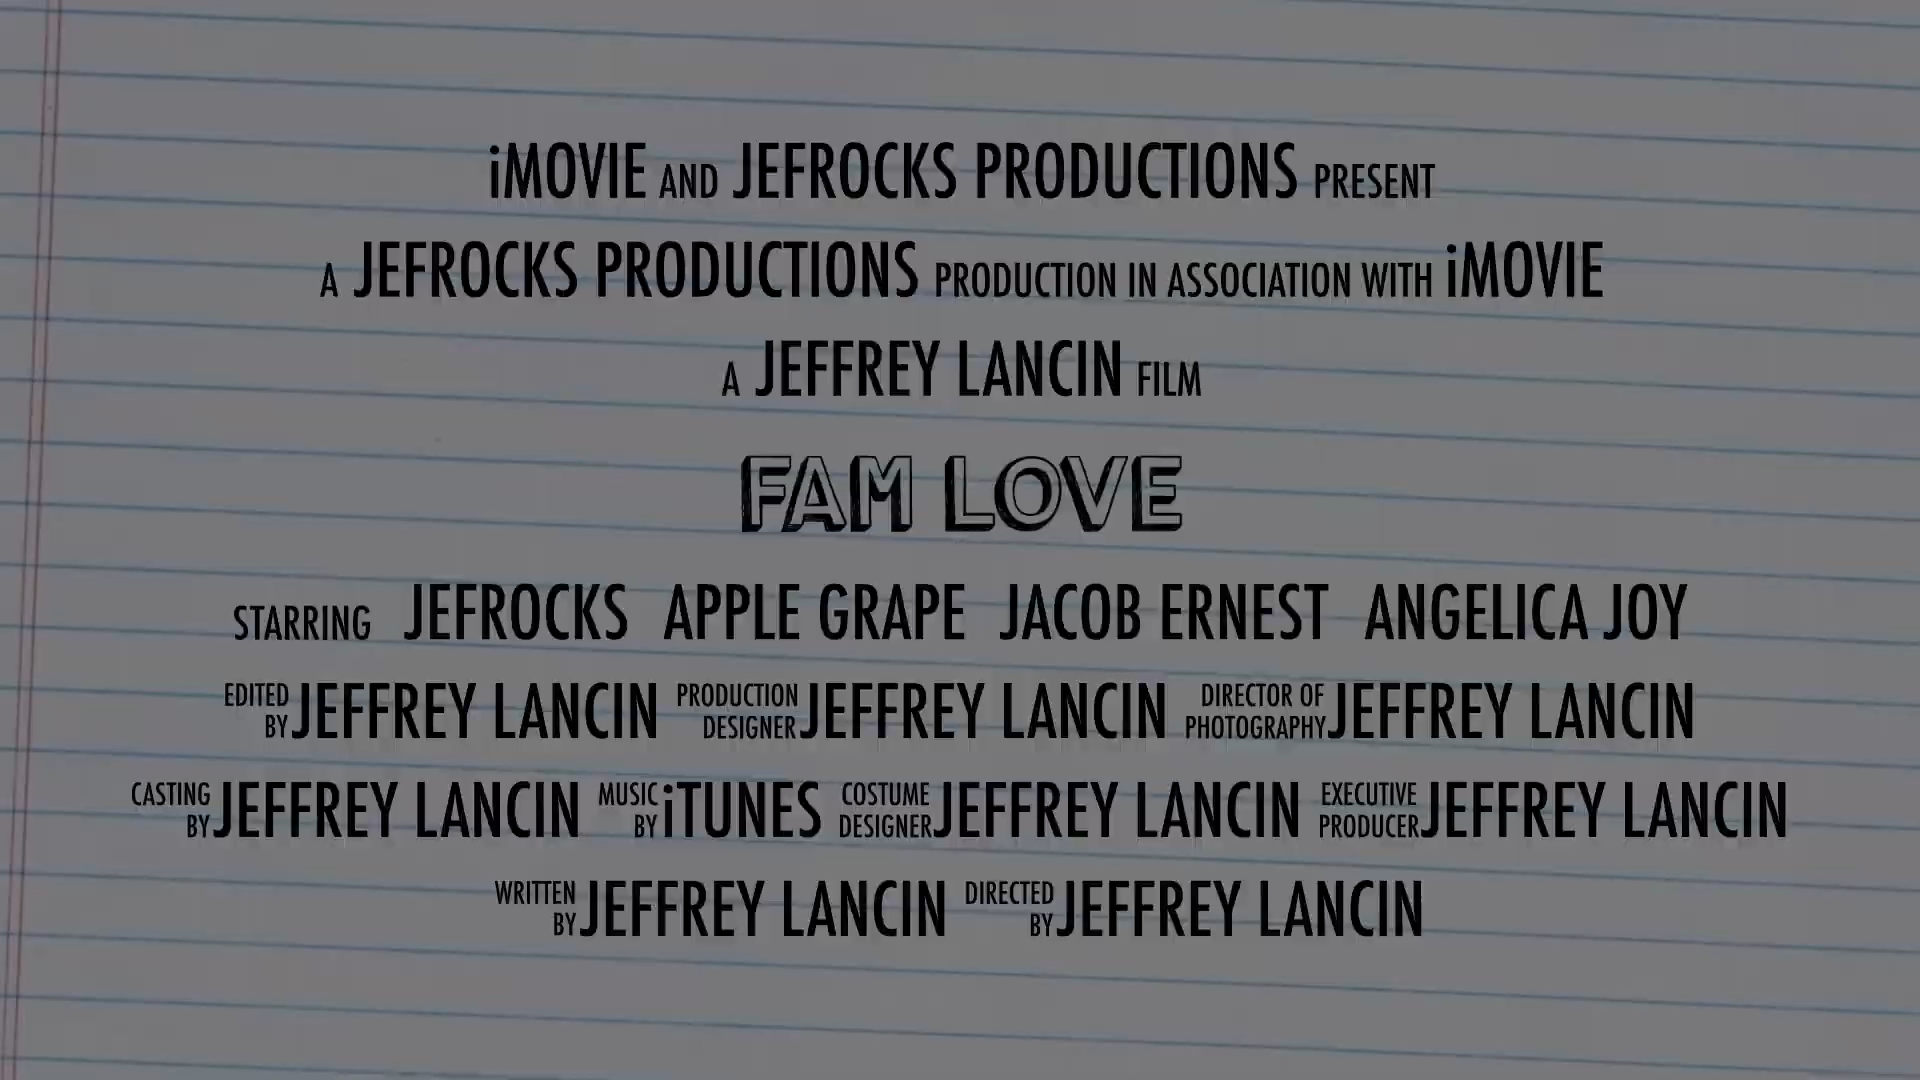 iMOVIE AND JEFROCKS PRODUCTIONS PRESENT
A JEFROCKS PRODUCTIONS PRODUCTION IN ASSOCIATION WITH iMOVIE
A JEFFREY LANCIN FILM
FAM LOVE
STARRING JEFROCKS APPLE GRAPE JACOB ERNEST ANGELICA JOY
EDITED BY JEFFREY LANCIN PRODUCTION DESIGNER JEFFREY LANCIN DIRECTOR OF PHOTOGRAPHY JEFFREY LANCIN
CASTING BY JEFFREY LANCIN MUSIC BY iTUNES COSTUME DESIGNER JEFFREY LANCIN EXECUTIVE PRODUCER JEFFREY LANCIN
WRITTEN BY JEFFREY LANCIN DIRECTED BY JEFFREY LANCIN